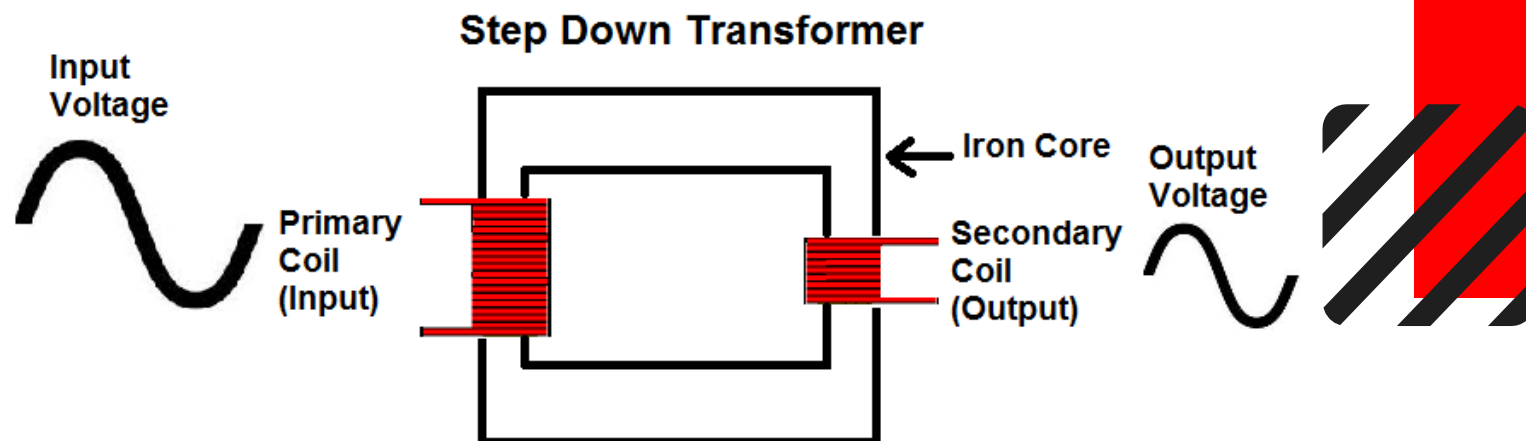 Step Down Transformer
Input
Voltage
Iron Core
Output
Voltage
Primary
Coil
(Input)
Secondary
Coil
(Output)